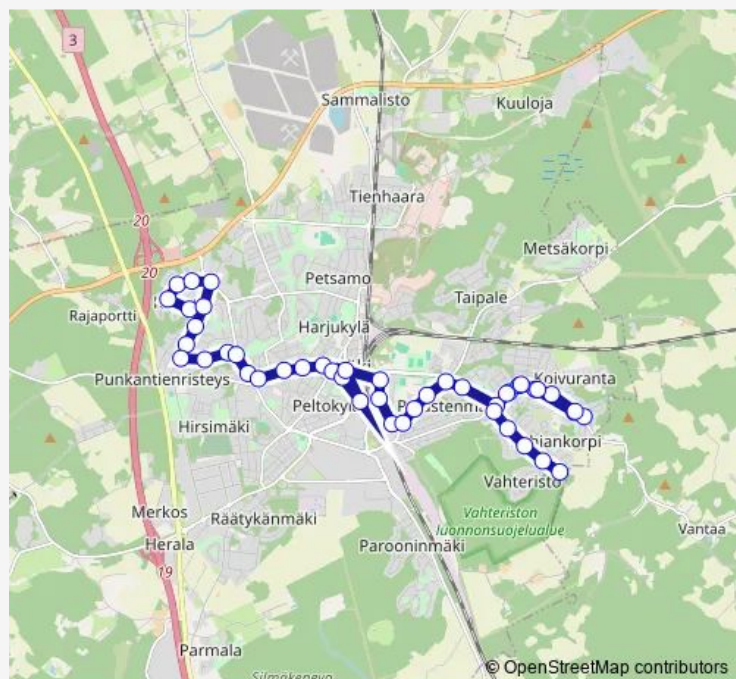 3
Sammalisto
Kuuloja
Tienhaara
20
Metsäkorpi
20
Petsamo
Taipale
Rajaportti
Harjukylä
Punkantienristeys
Koivuranta
Hirsimäki
Vahteristo
Vahteriston
luonnonsuojelualue
Merkos
Räätykänmäki
Vantaa
Herala
Parooninmäki
19
Parmala
© OpenStreetMap contributors